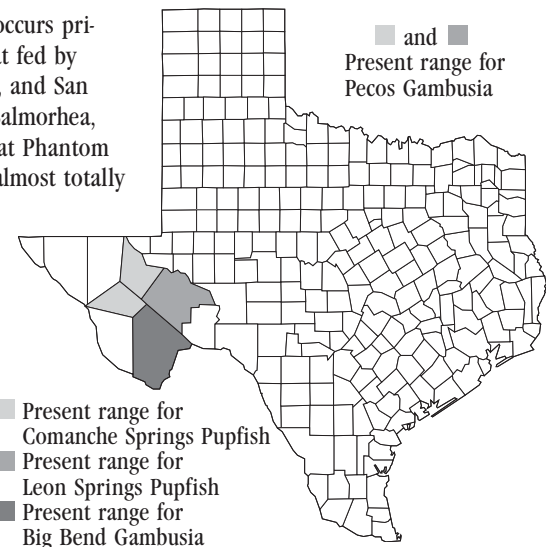 occurs pri-
t fed by
, and San
almorhea,
at Phantom
almost totally
and
Present range for
Pecos Gambusia
Present range for
Comanche Springs Pupfish
Present range for
Leon Springs Pupfish
Present range for
Big Bend Gambusia